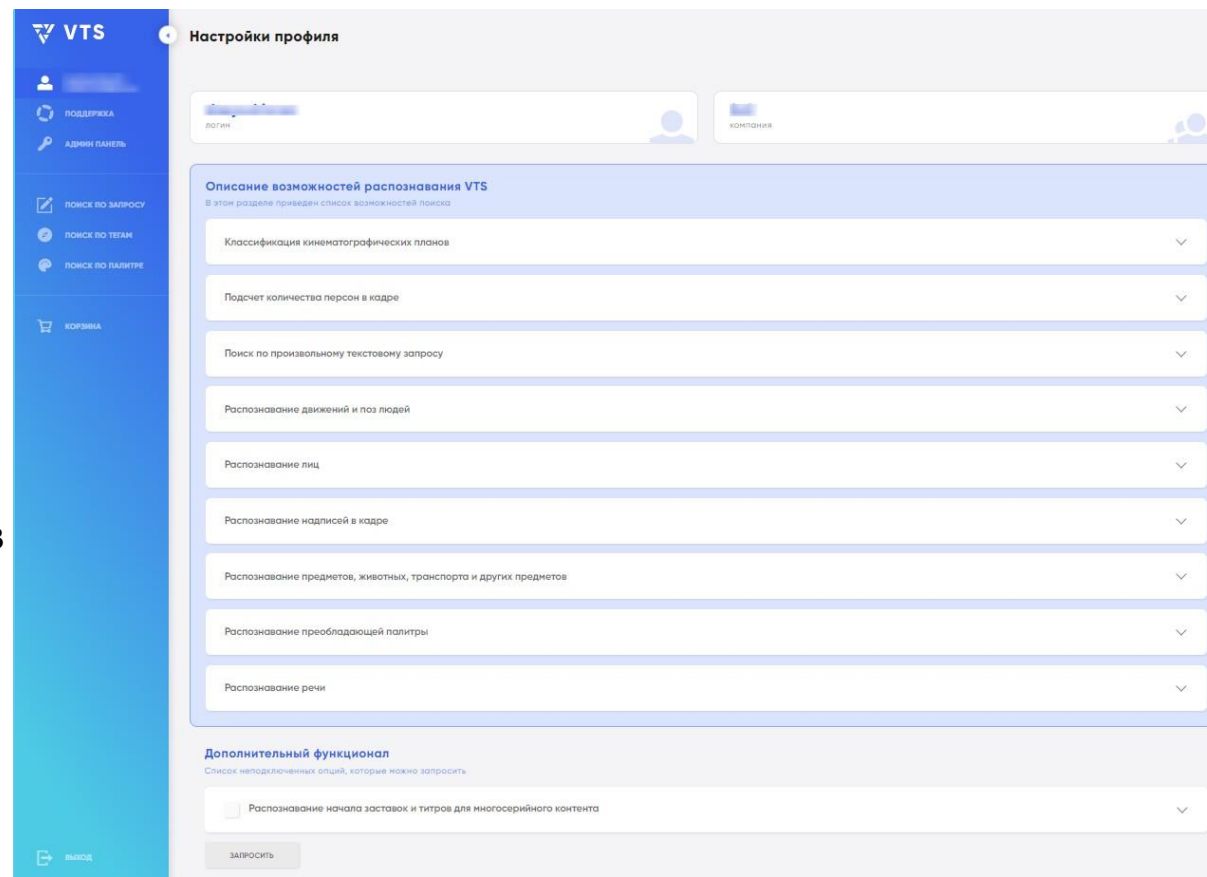 VTS
Настройки профиля
ПОДДЕРЖКА
АДМИН ПАНЕЛЬ
ПОИСК ПО ЗАПРОСУ
ПОИСК ПО ТЕГАМ
ПОИСК ПО ПАЛИТРЕ
КОРЗИНА
ВЫХОД
логин
компания
Описание возможностей распознавания VTS
В этом разделе приведен список возможностей поиска
Классификация кинематографических планов
Подсчет количества персон в кадре
Поиск по произвольному текстовому запросу
Распознавание движений и поз людей
Распознавание лиц
Распознавание надписей в кадре
Распознавание предметов, животных, транспорта и других предметов
Распознавание преобладающей палитры
Распознавание речи
Дополнительный функционал
Список неподключенных опций, которые можно запросить
Распознавание начала заставок и титров для многосерийного контента
ЗАПРОСИТЬ